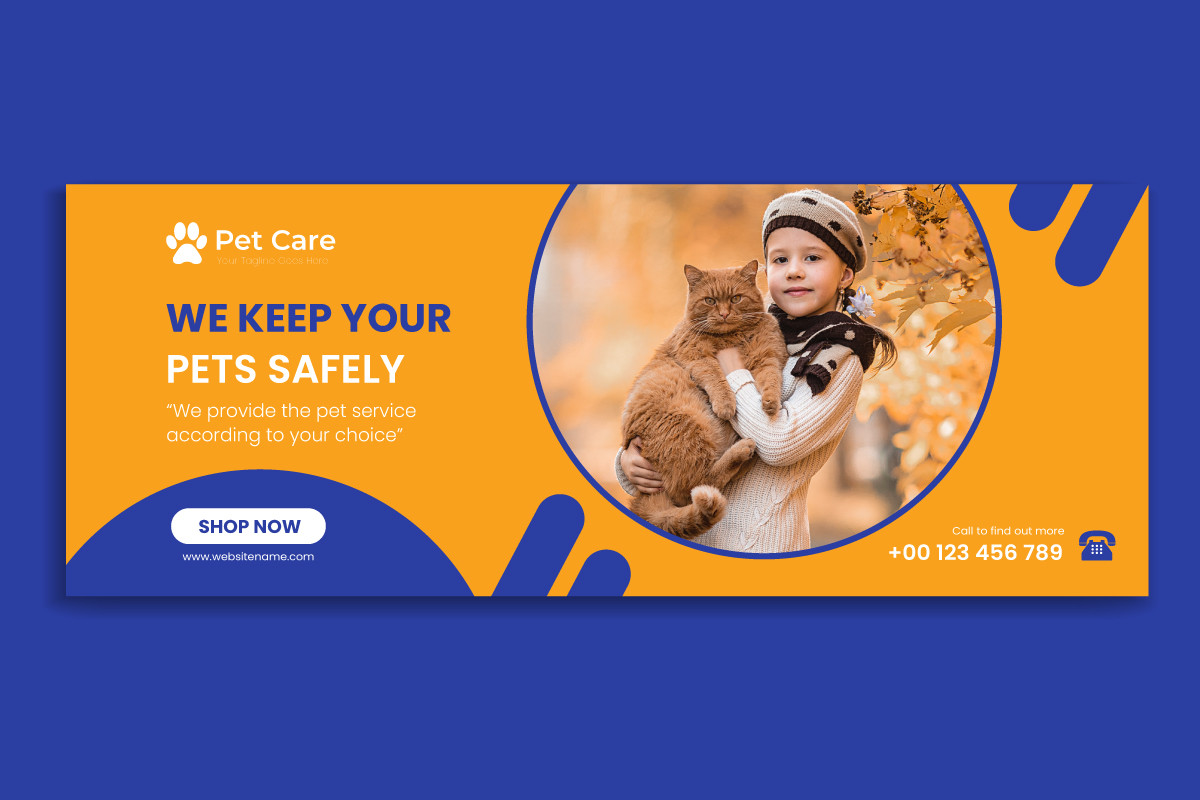 Pet Care
Your Tagline Goes Here
WE KEEP YOUR
PETS SAFELY
“We provide the pet service
according to your choice”
SHOP NOW
www.websitename.com
Call to find out more
+00 123 456 789